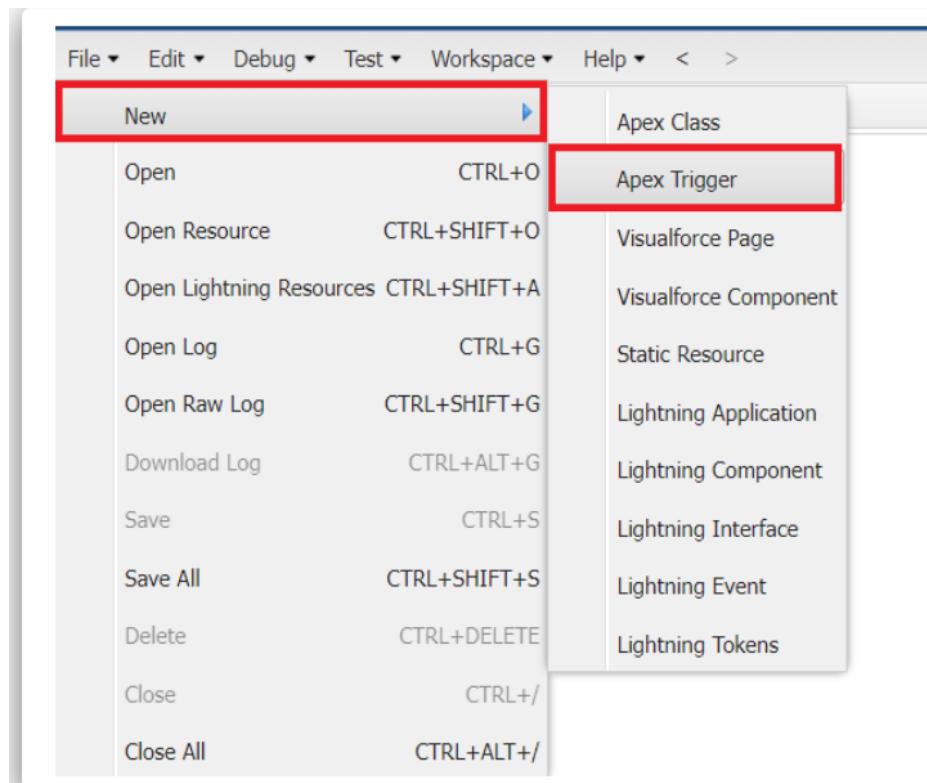 File Edit Debug Test Workspace Help < >
New
Open CTRL+O
Open Resource CTRL+SHIFT+O
Open Lightning Resources CTRL+SHIFT+A
Open Log CTRL+G
Open Raw Log CTRL+SHIFT+G
Download Log CTRL+ALT+G
Save CTRL+S
Save All CTRL+SHIFT+S
Delete CTRL+DELETE
Close CTRL+/
Close All CTRL+ALT+/
Apex Class
Apex Trigger
Visualforce Page
Visualforce Component
Static Resource
Lightning Application
Lightning Component
Lightning Interface
Lightning Event
Lightning Tokens